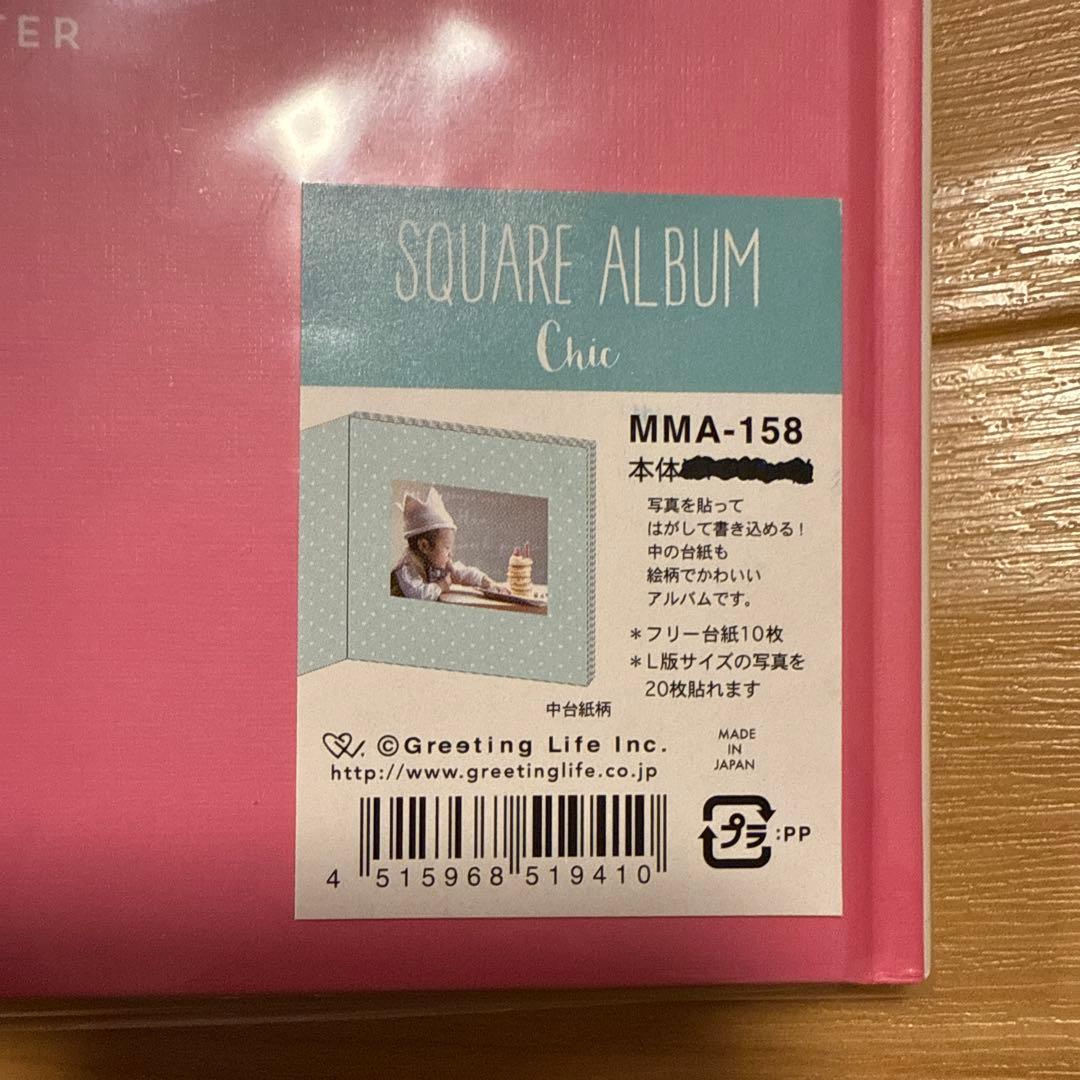 TER
SQUARE ALBUM
Chic
MMA-158
本体
写真を貼って
はがして書き込める!
中の台紙も
絵柄でかわいい
アルバムです。
＊フリー台紙10枚
＊L版サイズの写真を
20枚貼れます
中台紙柄
©Greeting Life Inc.
http://www.greetinglife.co.jp
MADE
IN
JAPAN
プラ:PP
4 515968 519410